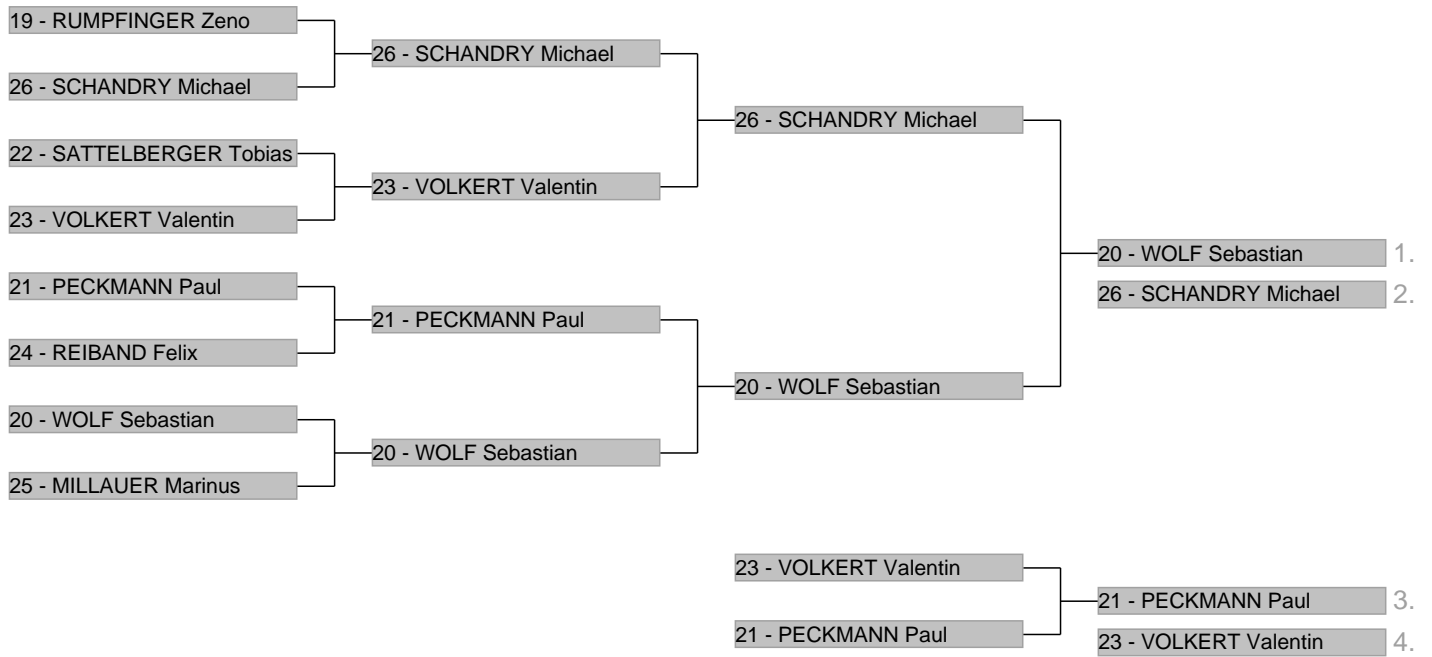 19 - RUMPFINGER Zeno
26 - SCHANDRY Michael
22 - SATTELBERGER Tobias
23 - VOLKERT Valentin
21 - PECKMANN Paul
24 - REIBAND Felix
20 - WOLF Sebastian
25 - MILLAUER Marinus
26 - SCHANDRY Michael
23 - VOLKERT Valentin
21 - PECKMANN Paul
20 - WOLF Sebastian
26 - SCHANDRY Michael
20 - WOLF Sebastian
20 - WOLF Sebastian 1.
26 - SCHANDRY Michael 2.
23 - VOLKERT Valentin
21 - PECKMANN Paul
21 - PECKMANN Paul 3.
23 - VOLKERT Valentin 4.